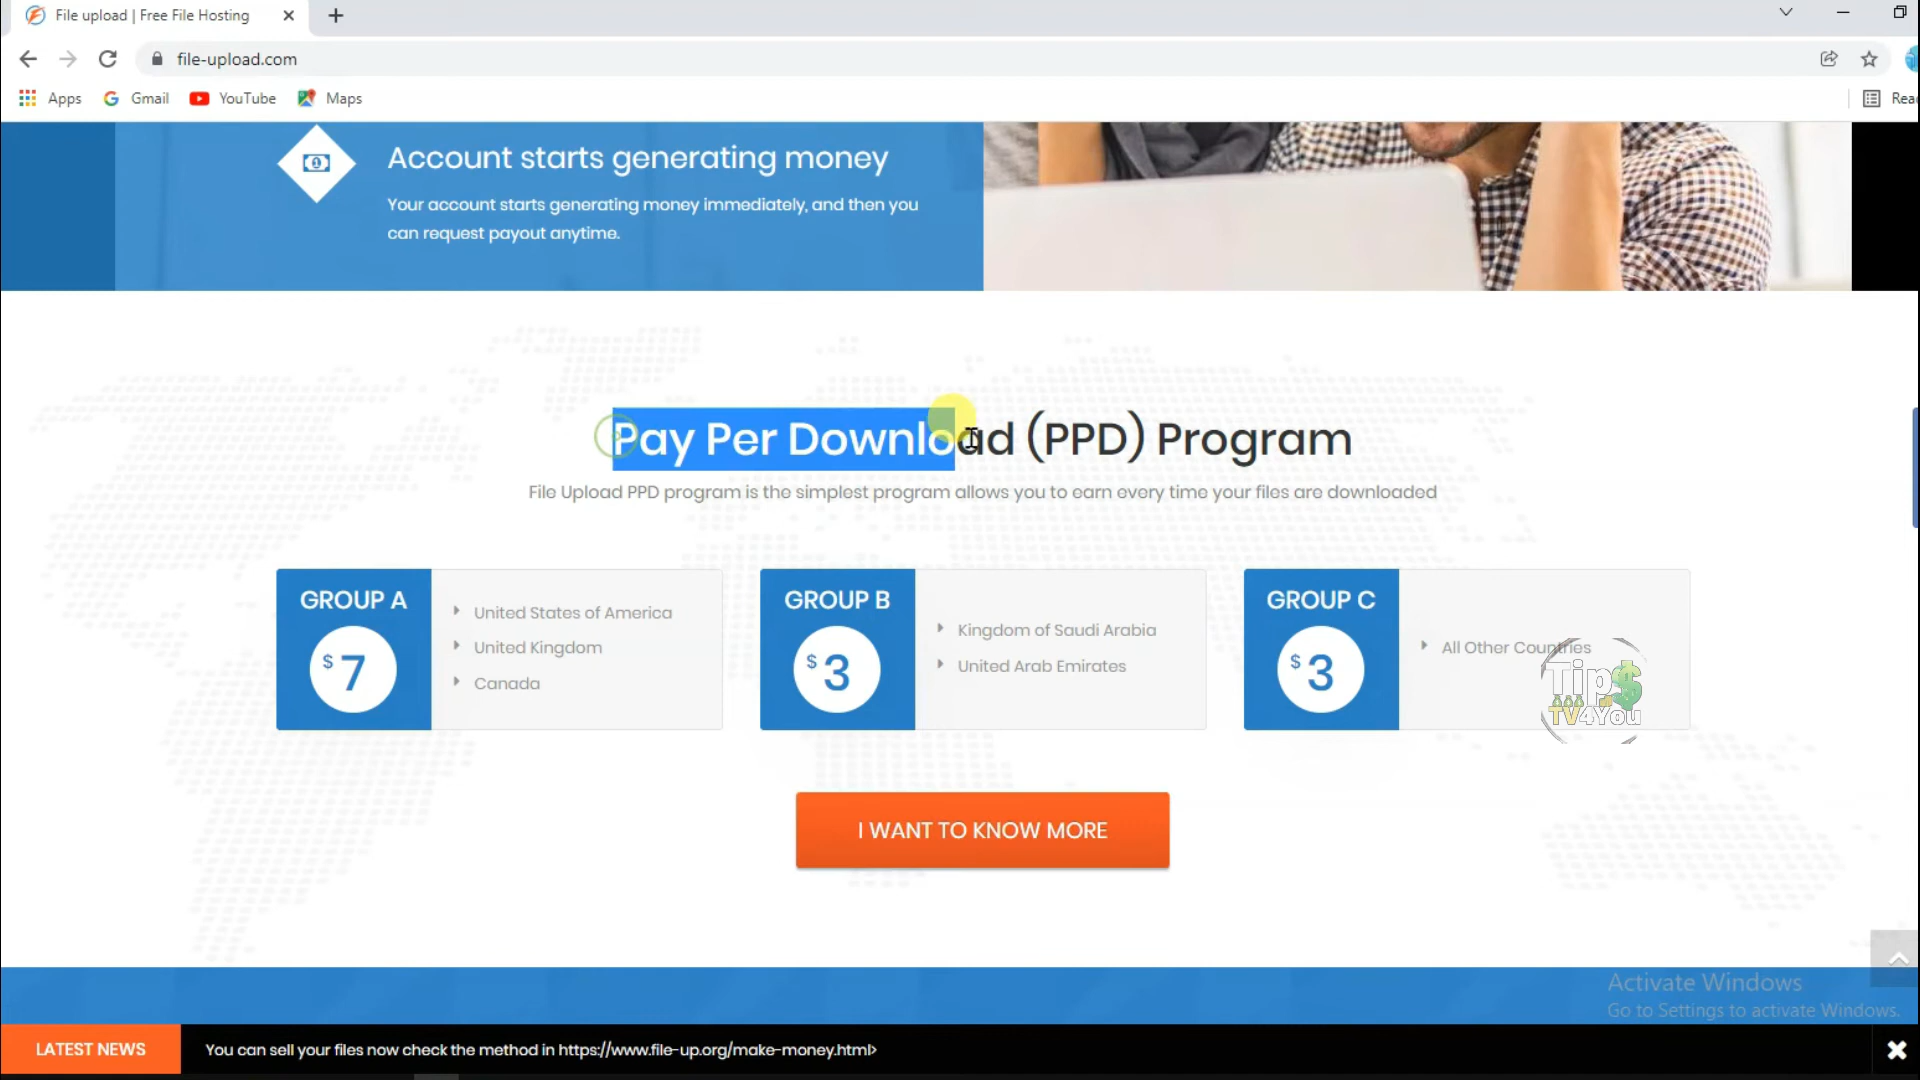 File upload | Free File Hosting
file-upload.com
Apps
Gmail
YouTube
Maps
Account starts generating money
Your account starts generating money immediately, and then you
can request payout anytime.
Pay Per Download (PPD) Program
File Upload PPD program is the simplest program allows you to earn every time your files are downloaded
GROUP A
$ 7
United States of America
United Kingdom
Canada
GROUP B
$ 3
Kingdom of Saudi Arabia
United Arab Emirates
GROUP C
$ 3
All Other Countries
Tip$
TV4You
I WANT TO KNOW MORE
Activate Windows
Go to Settings to activate Windows.
LATEST NEWS
You can sell your files now check the method in https://www.file-up.org/make-money.html>